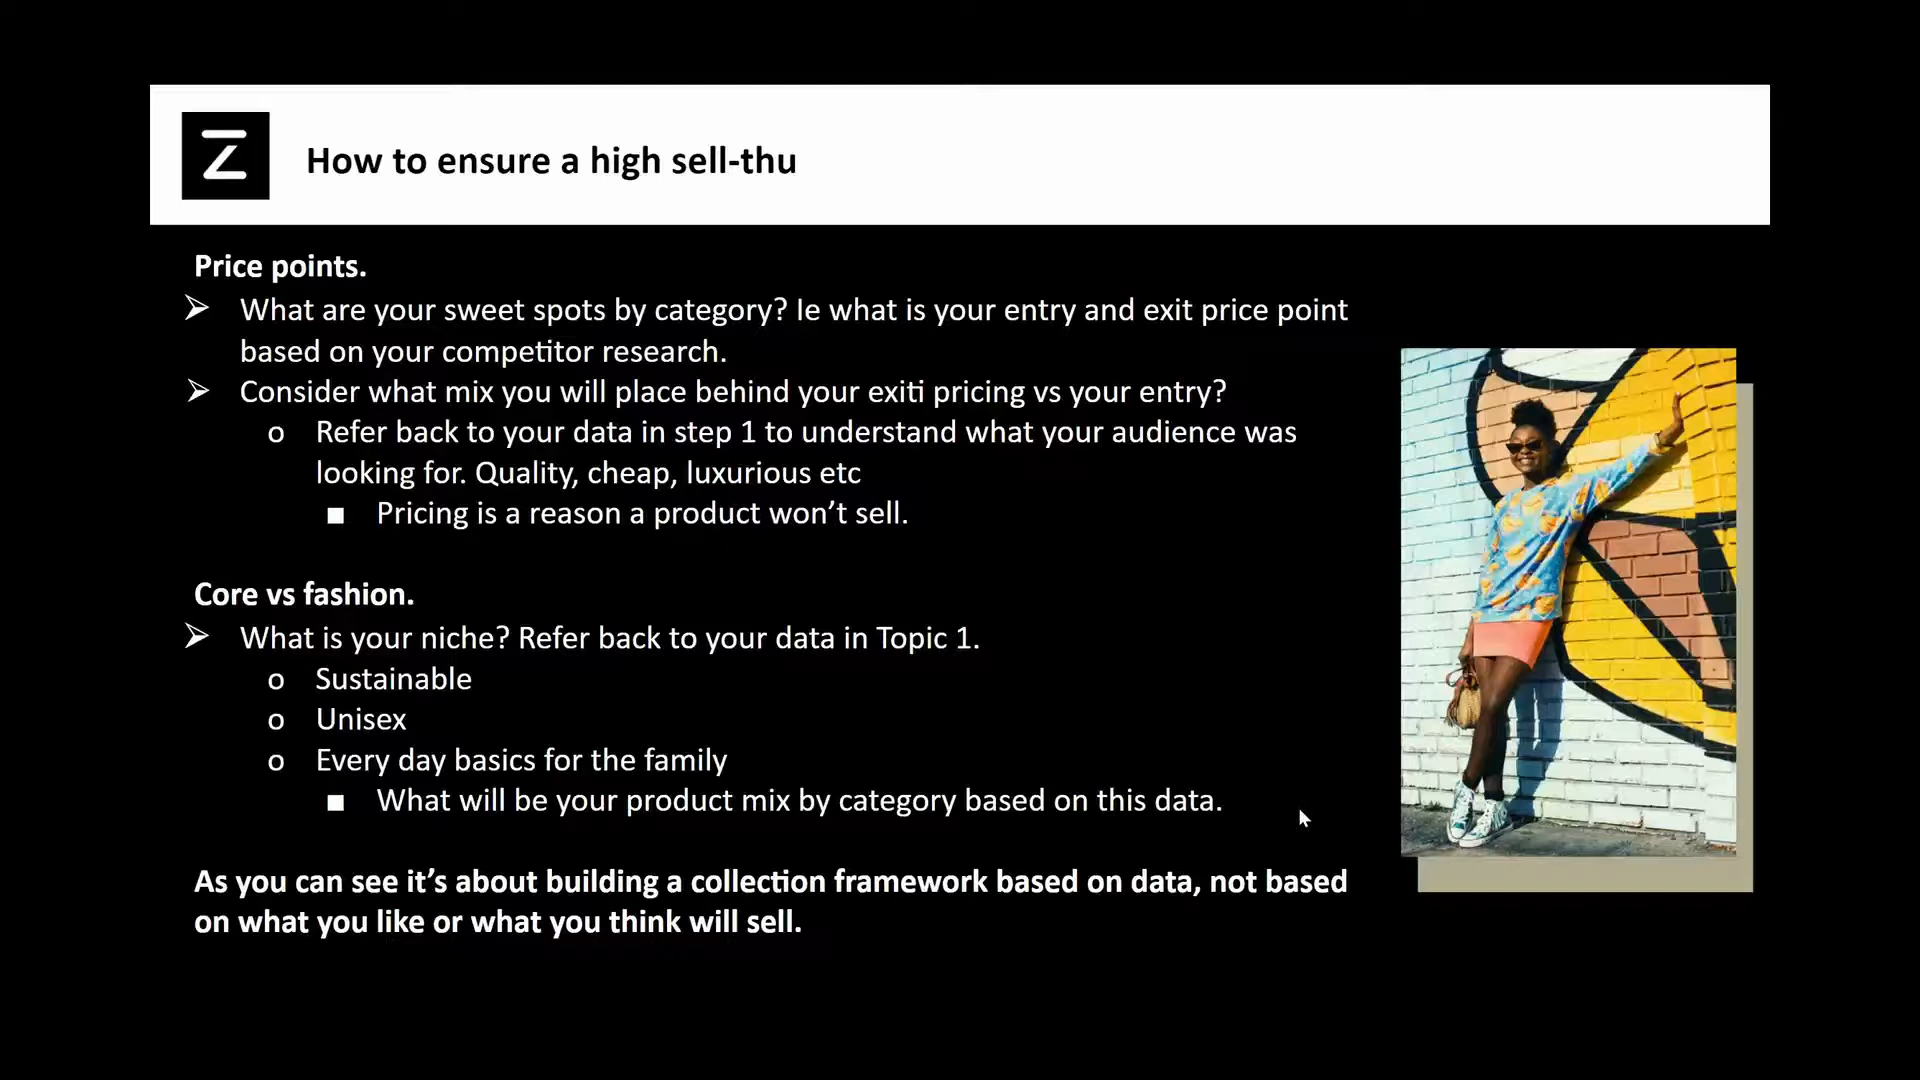 Z
How to ensure a high sell-thu
Price points.
➢ What are your sweet spots by category? Ie what is your entry and exit price point
based on your competitor research.
➢ Consider what mix you will place behind your exiti pricing vs your entry?
o Refer back to your data in step 1 to understand what your audience was
looking for. Quality, cheap, luxurious etc
▪ Pricing is a reason a product won’t sell.
Core vs fashion.
➢ What is your niche? Refer back to your data in Topic 1.
o Sustainable
o Unisex
o Every day basics for the family
▪ What will be your product mix by category based on this data.
As you can see it’s about building a collection framework based on data, not based
on what you like or what you think will sell.